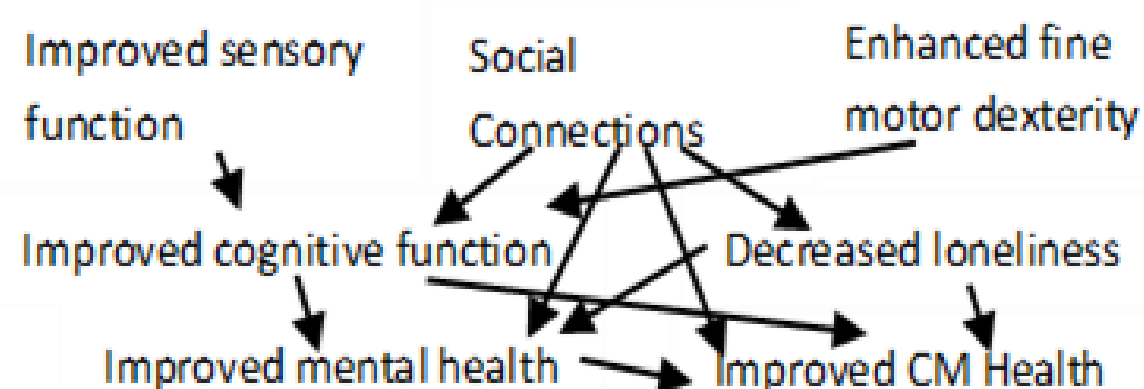 Improved sensory
function
Social
Connections
Enhanced fine
motor dexterity
Improved cognitive function
Decreased loneliness
Improved mental health
Improved CM Health